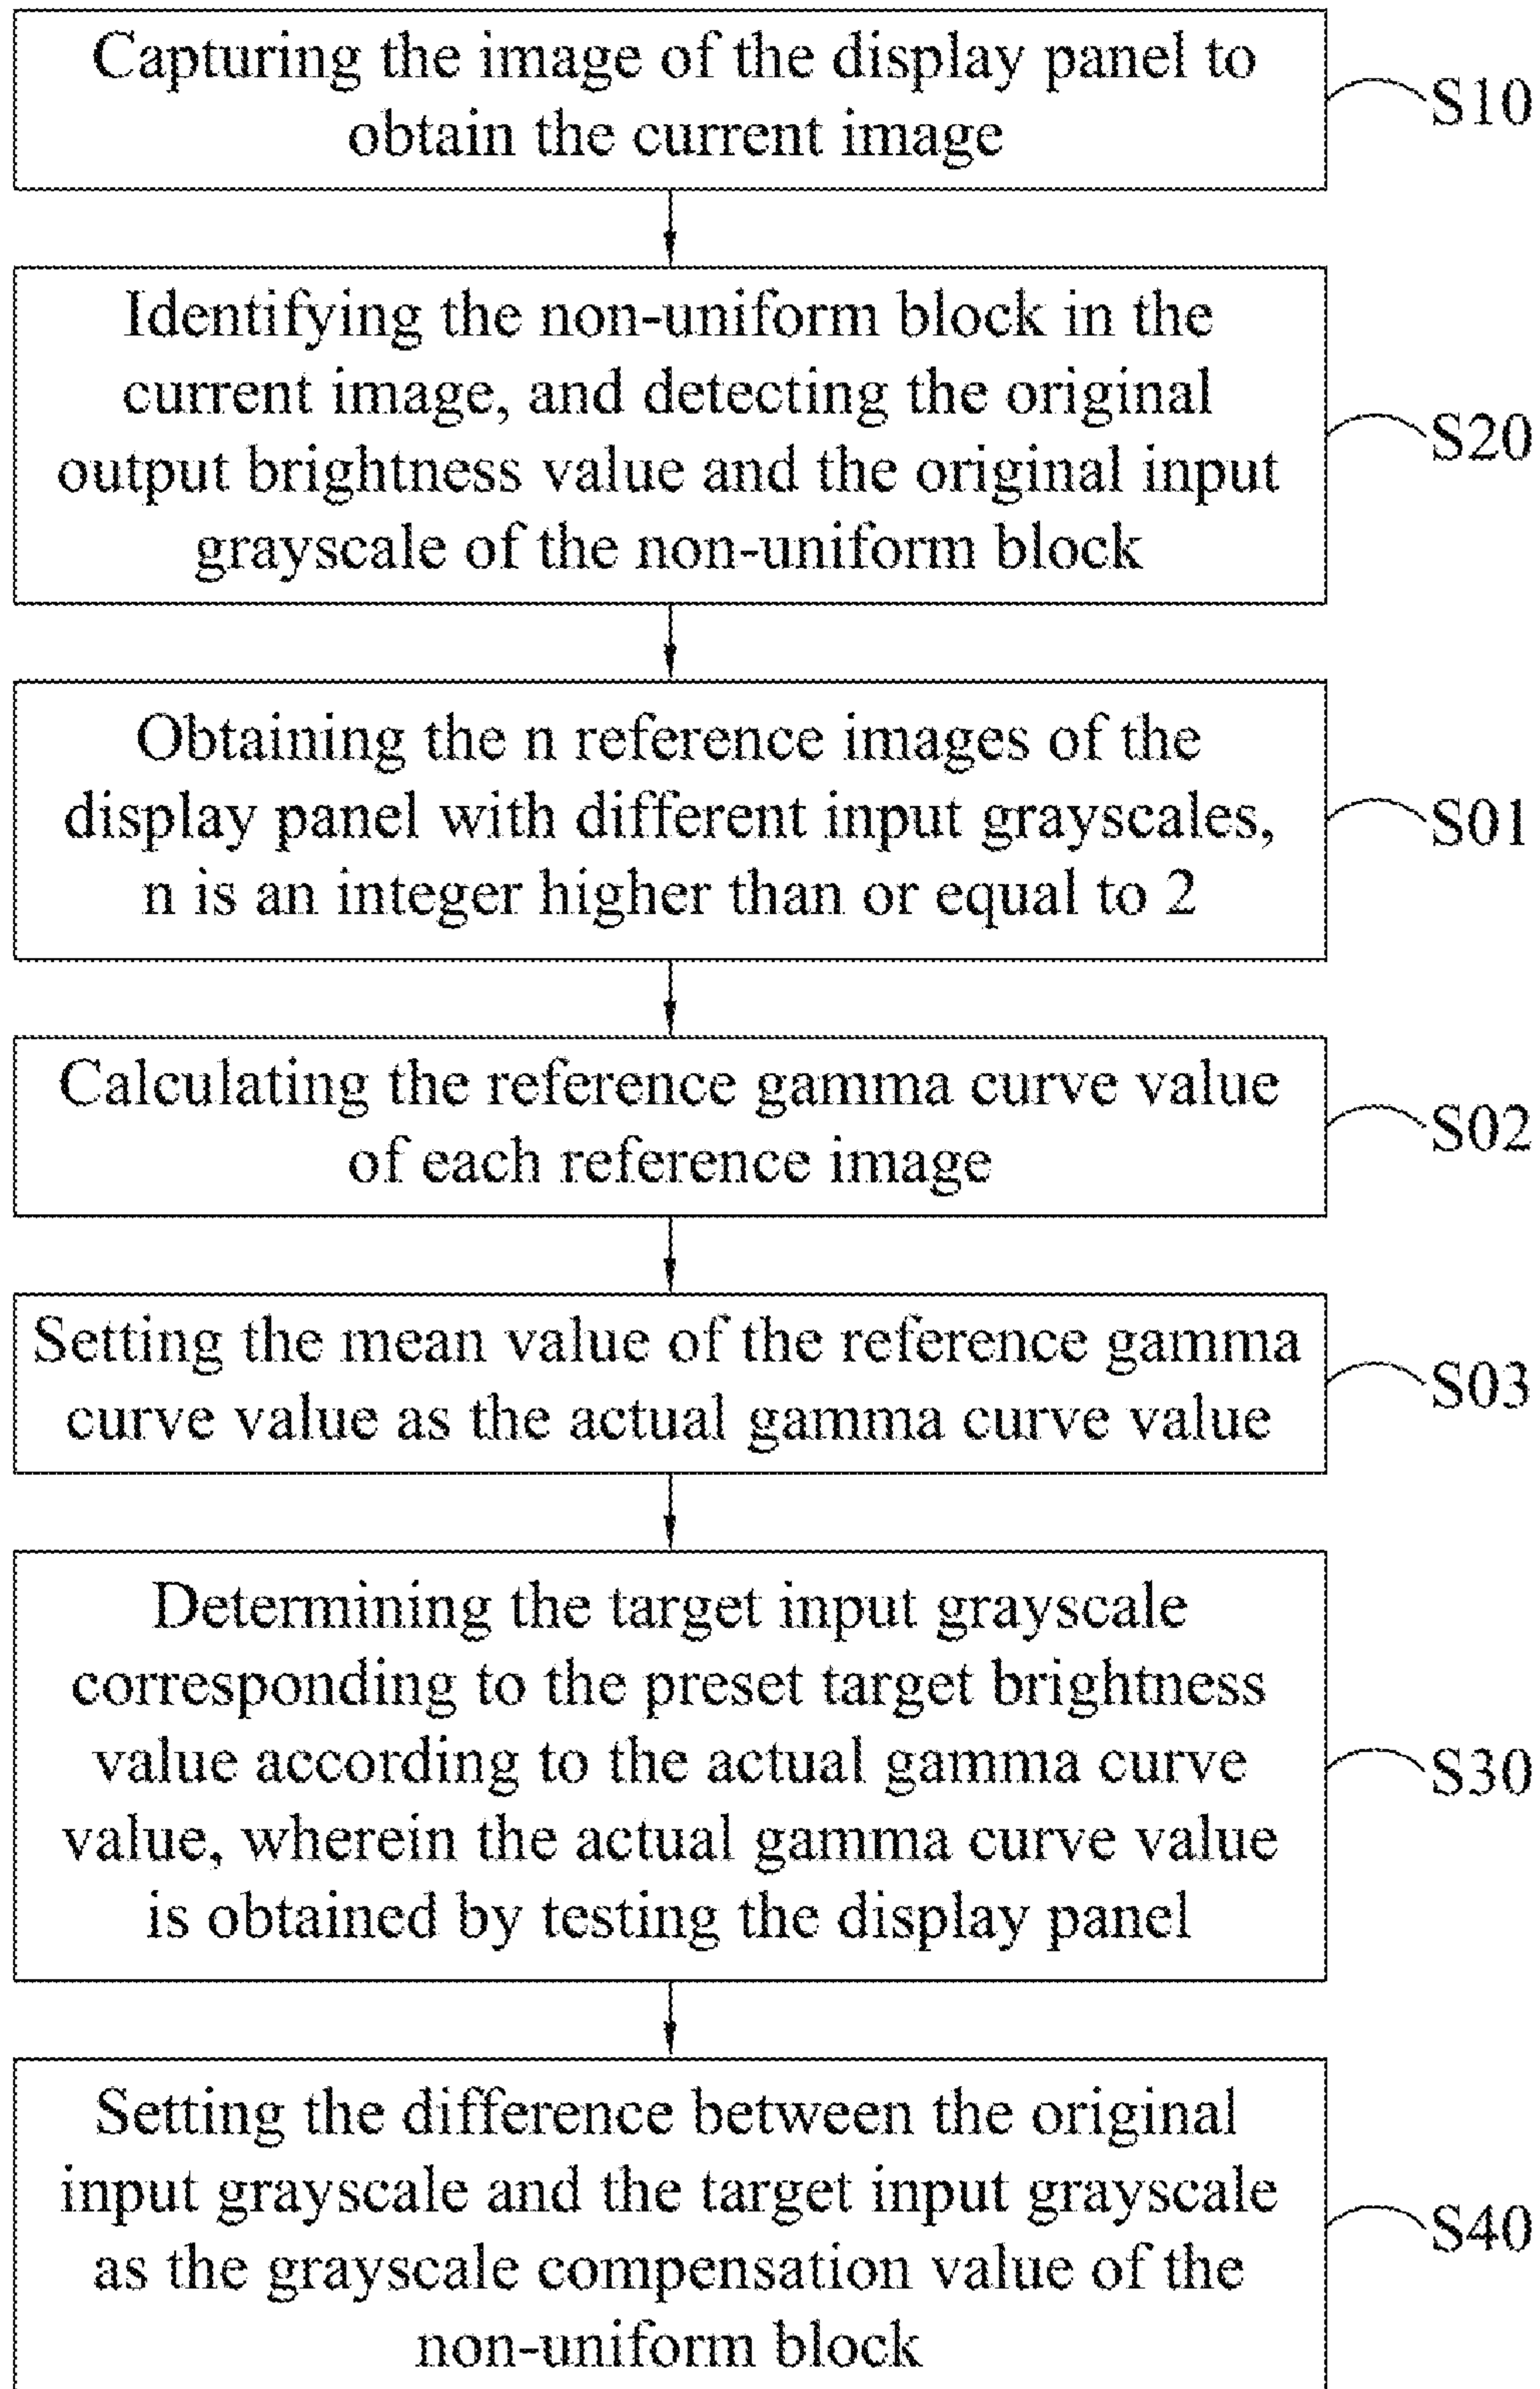 Capturing the image of the display panel to
obtain the current image
S10
Identifying the non-uniform block in the
current image, and detecting the original
output brightness value and the original input
grayscale of the non-uniform block
S20
Obtaining the n reference images of the
display panel with different input grayscales,
n is an integer higher than or equal to 2
S01
Calculating the reference gamma curve value
of each reference image
S02
Setting the mean value of the reference gamma
curve value as the actual gamma curve value
S03
Determining the target input grayscale
corresponding to the preset target brightness
value according to the actual gamma curve
value, wherein the actual gamma curve value
is obtained by testing the display panel
S30
Setting the difference between the original
input grayscale and the target input grayscale
as the grayscale compensation value of the
non-uniform block
S40